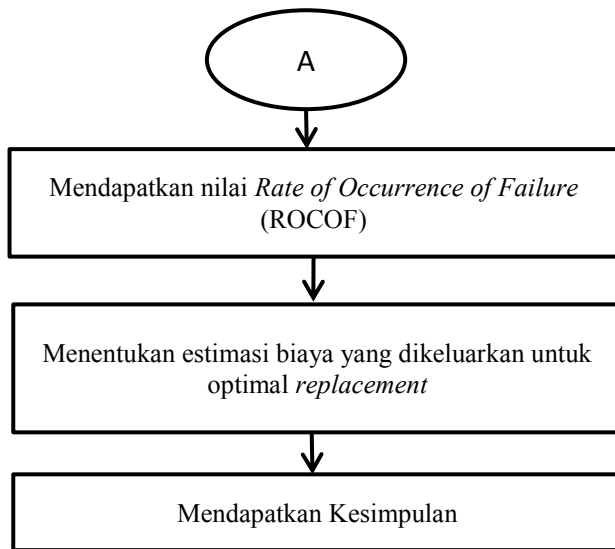 A
Mendapatkan nilai Rate of Occurrence of Failure
(ROCOF)
Menentukan estimasi biaya yang dikeluarkan untuk
optimal replacement
Mendapatkan Kesimpulan